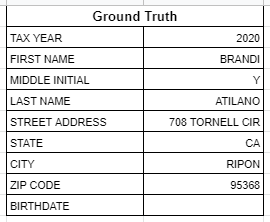 Ground Truth
TAX YEAR 2020
FIRST NAME BRANDI
MIDDLE INITIAL Y
LAST NAME ATILANO
STREET ADDRESS 708 TORNELL CIR
STATE CA
CITY RIPON
ZIP CODE 95368
BIRTHDATE